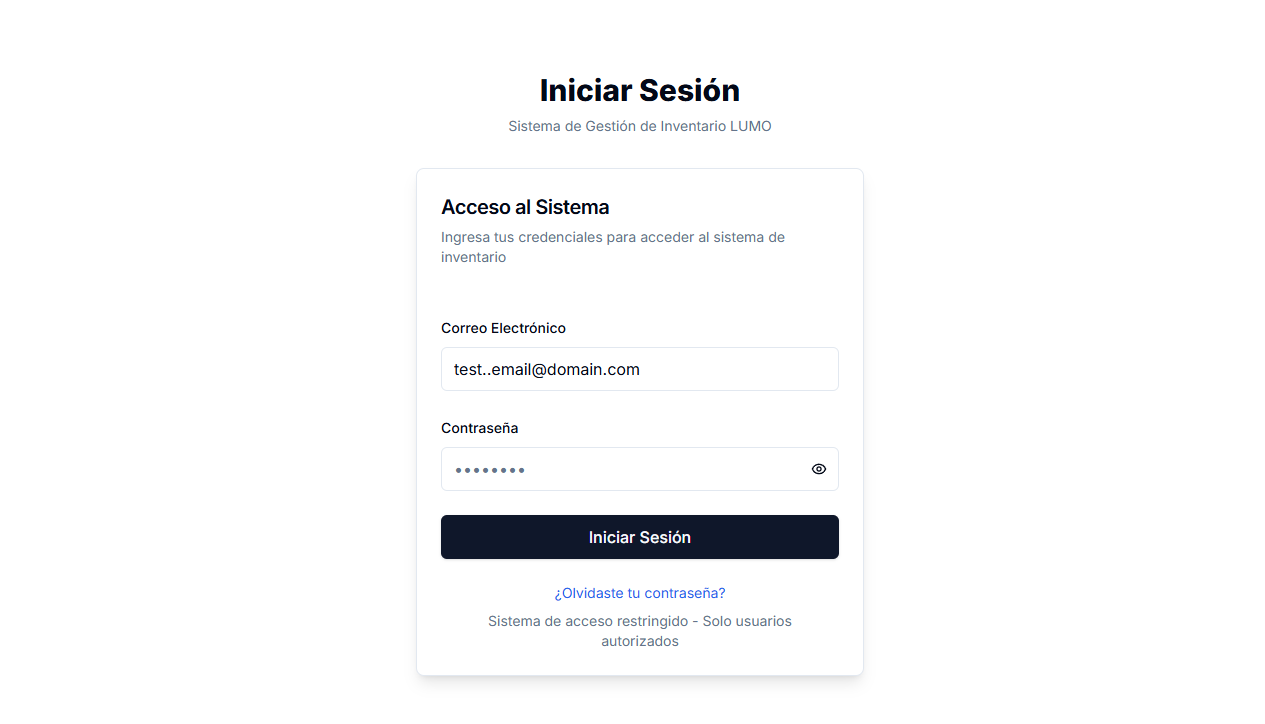 Iniciar Sesión
Sistema de Gestión de Inventario LUMO
Acceso al Sistema
Ingresa tus credenciales para acceder al sistema de
inventario
Correo Electrónico
test..email@domain.com
Contraseña
••••••••
Iniciar Sesión
¿Olvidaste tu contraseña?
Sistema de acceso restringido - Solo usuarios
autorizados